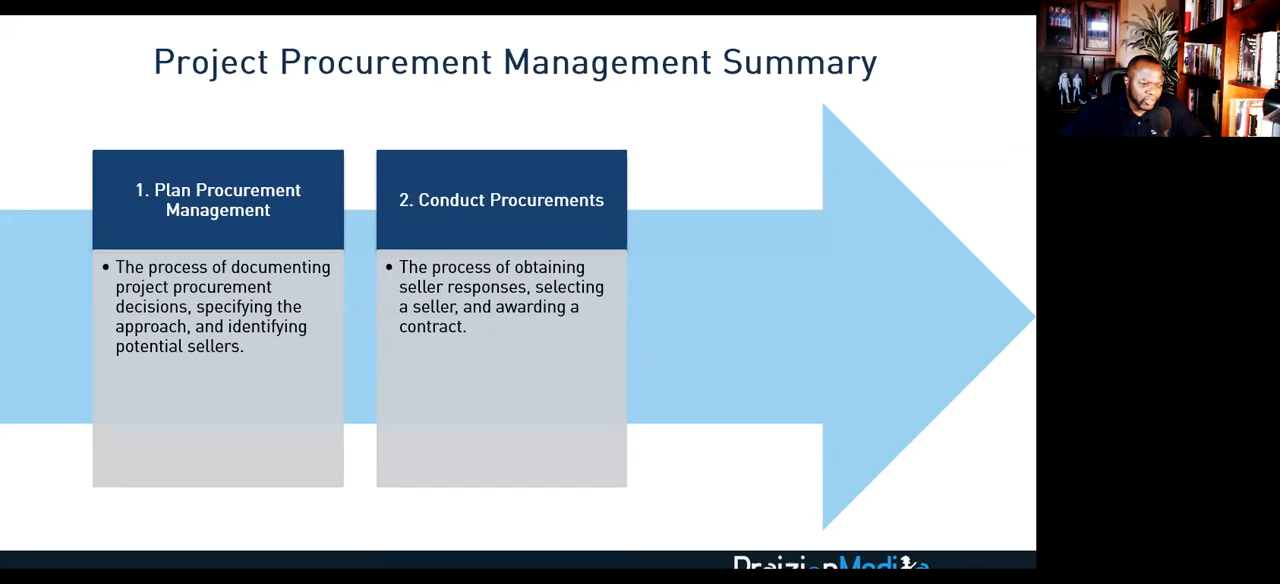 Project Procurement Management Summary
1. Plan Procurement
Management
• The process of documenting
project procurement
decisions, specifying the
approach, and identifying
potential sellers.
2. Conduct Procurements
• The process of obtaining
seller responses, selecting
a seller, and awarding a
contract.